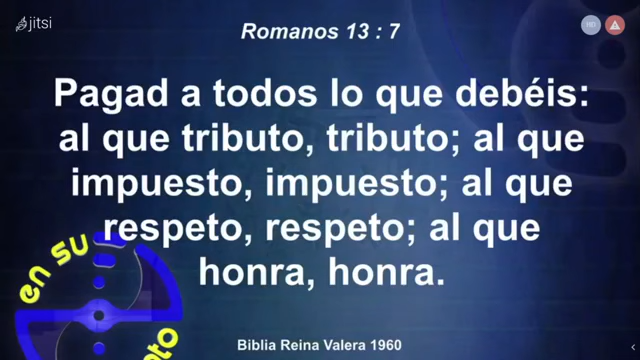 jitsi
Romanos 13 : 7
HD
Pagad a todos lo que debéis:
al que tributo, tributo; al que
impuesto, impuesto; al que
respeto, respeto; al que
honra, honra.
en su
Biblia Reina Valera 1960